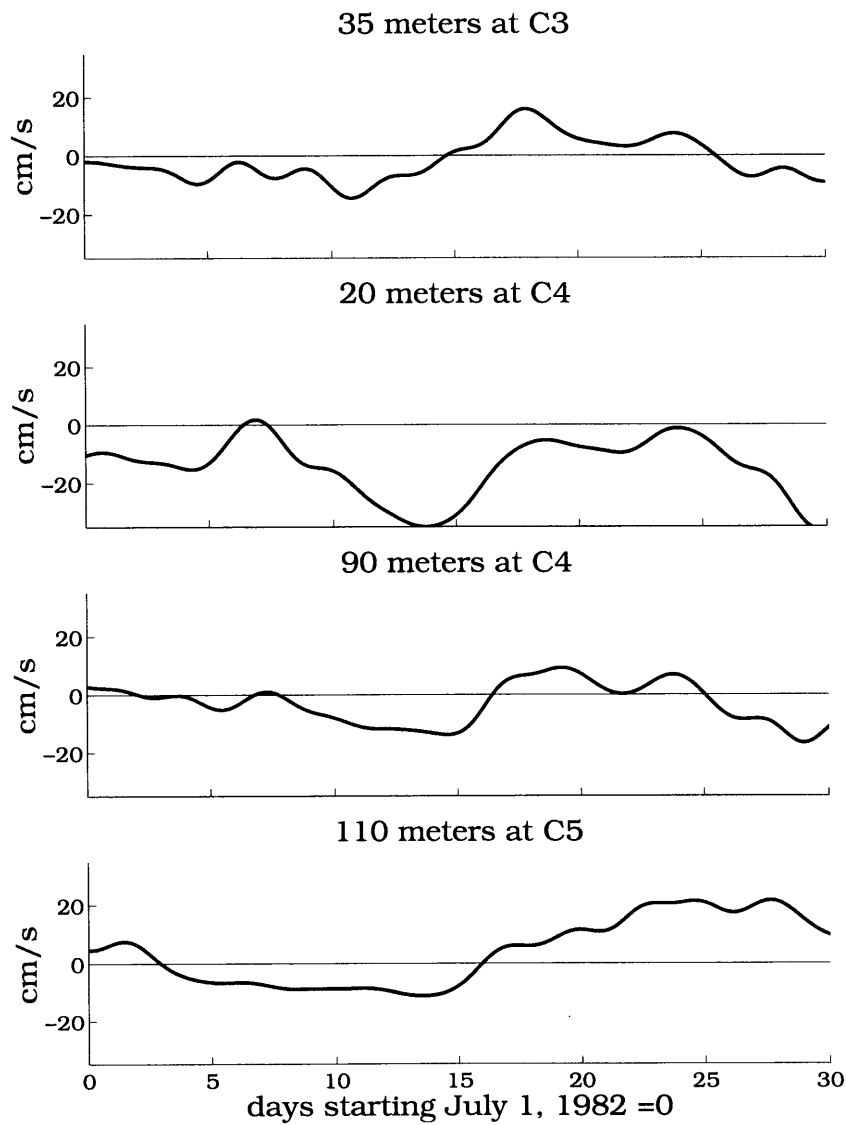 35 meters at C3
20
0
−20
cm/s
20 meters at C4
20
0
−20
cm/s
90 meters at C4
20
0
−20
cm/s
110 meters at C5
20
0
−20
cm/s
0 5 10 15 20 25 30
days starting July 1, 1982 =0